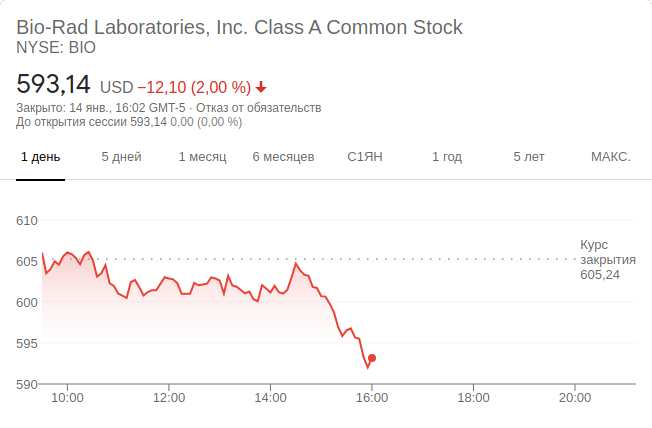 Bio-Rad Laboratories, Inc. Class A Common Stock
NYSE: BIO
593,14 USD −12,10 (2,00 %)
Закрыто: 14 янв., 16:02 GMT-5 · Отказ от обязательств
До открытия сессии 593,14 0,00 (0,00 %)
1 день 5 дней 1 месяц 6 месяцев С1ЯН 1 год 5 лет МАКС.
610
605
600
595
590
Курс
закрытия
605,24
10:00 12:00 14:00 16:00 18:00 20:00